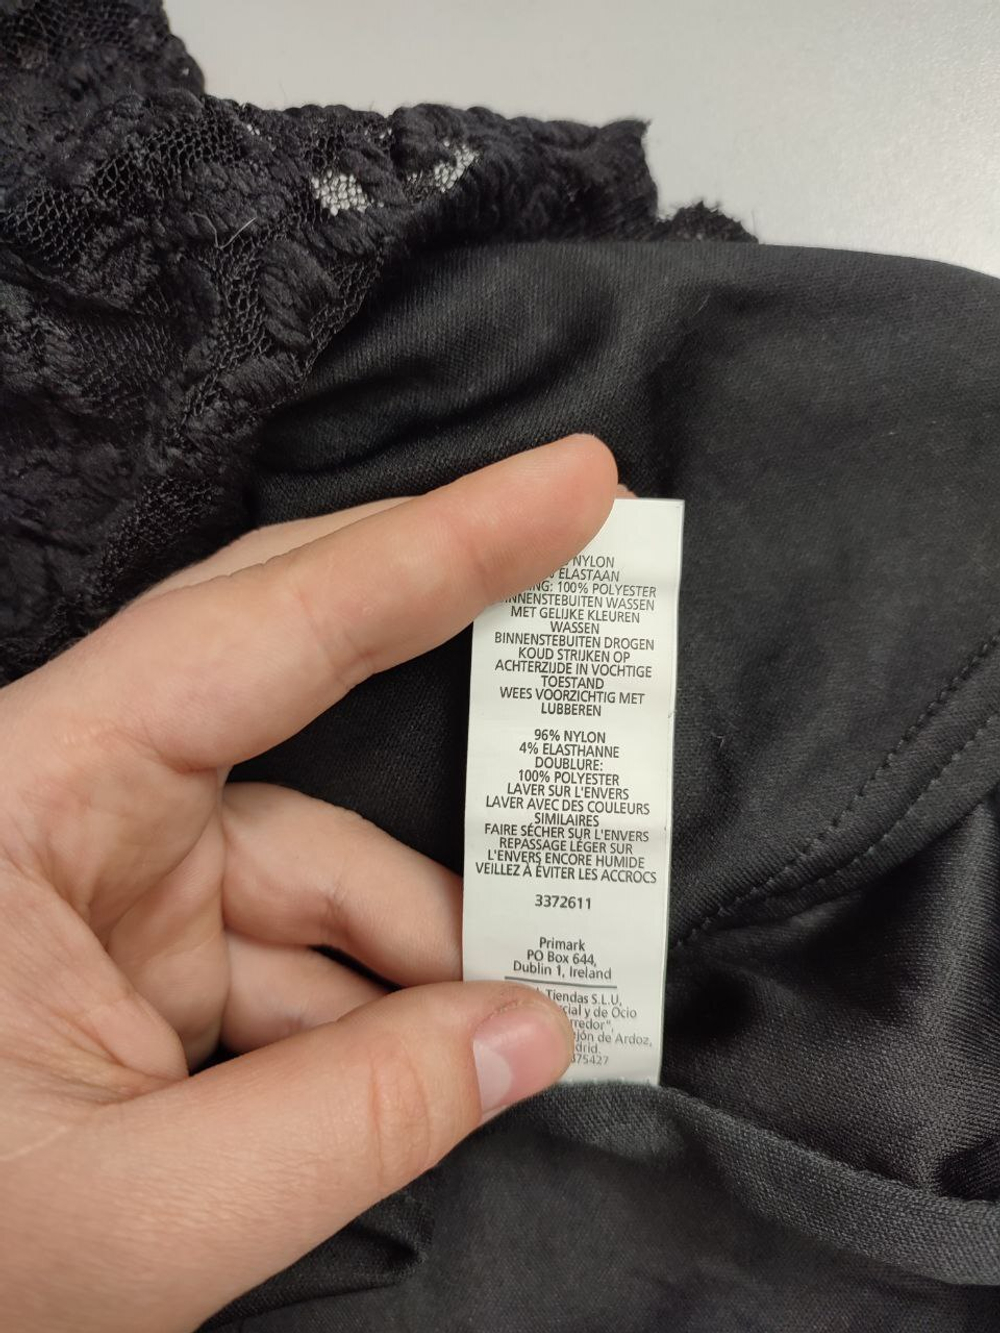 NYLON
ELASTAAN
100% POLYESTER
BINNENSTEBUITEN WASSEN
MET GELIJKE KLEUREN
WASSEN
BINNENSTEBUITEN DROGEN
KOUD STRIJKEN OP
ACHTERZIJDE IN VOCHTIGE
TOESTAND
WEES VOORZICHTIG MET
LUBBEREN
96% NYLON
4% ELASTHANNE
DOUBLURE:
100% POLYESTER
LAVER SUR L'ENVERS
LAVER AVEC DES COULEURS
SIMILAIRES
FAIRE SÉCHER SUR L'ENVERS
REPASSAGE LÉGER SUR
L'ENVERS ENCORE HUMIDE
VEILLEZ À ÉVITER LES ACCROCS
3372611
Primark
PO Box 644,
Dublin 1, Ireland
Tiendas S.L.U,
y de Ocio
de Ardoz,